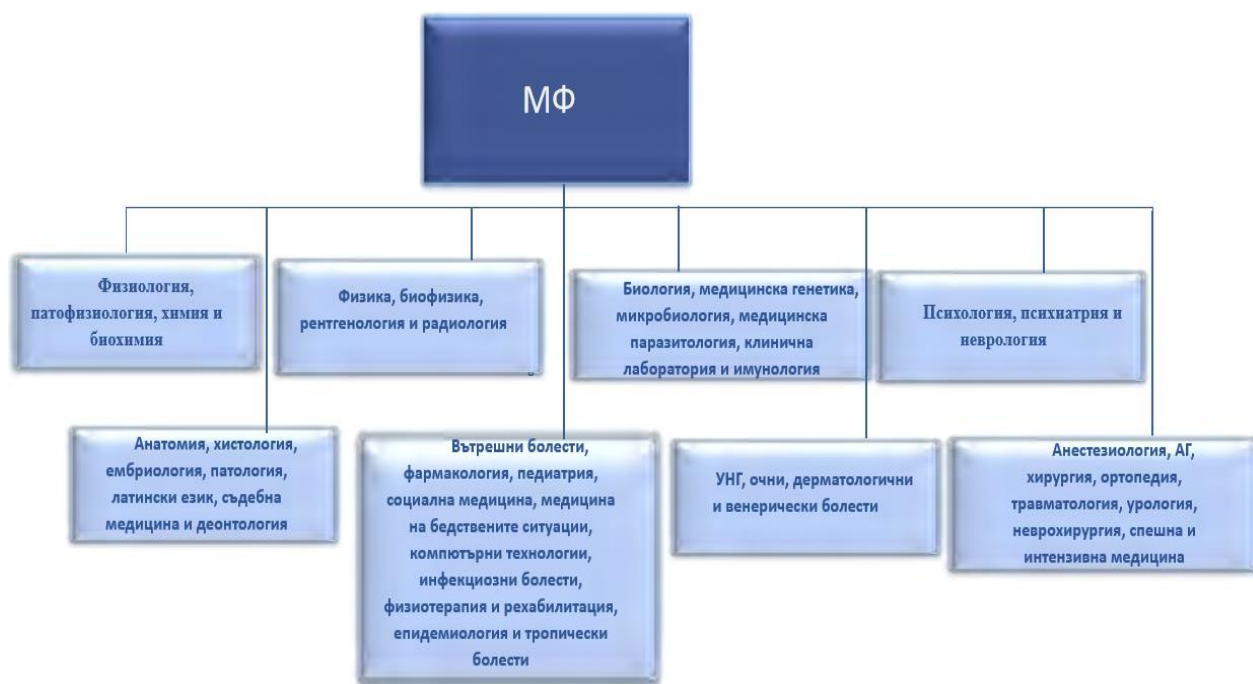 МФ
Физиология,
патофизиология, химия и
биохимия
Физика, биофизика,
рентгенология и радиология
Биология, медицинска генетика,
микробиология, медицинска
паразитология, клинична
лаборатория и имунология
Психология, психиатрия и
неврология
Анатомия, хистология,
ембриология, патология,
латински език, съдебна
медицина и деонтология
Вътрешни болести,
фармакология, педиатрия,
социална медицина, медицина
на бедствените ситуации,
компютърни технологии,
инфекциозни болести,
физиотерапия и рехабилитация,
епидемиология и тропически
болести
УНГ, очни, дерматологични
и венерически болести
Анестезиология, АГ,
хирургия, ортопедия,
травматология, урология,
неврохирургия, спешна и
интензивна медицина